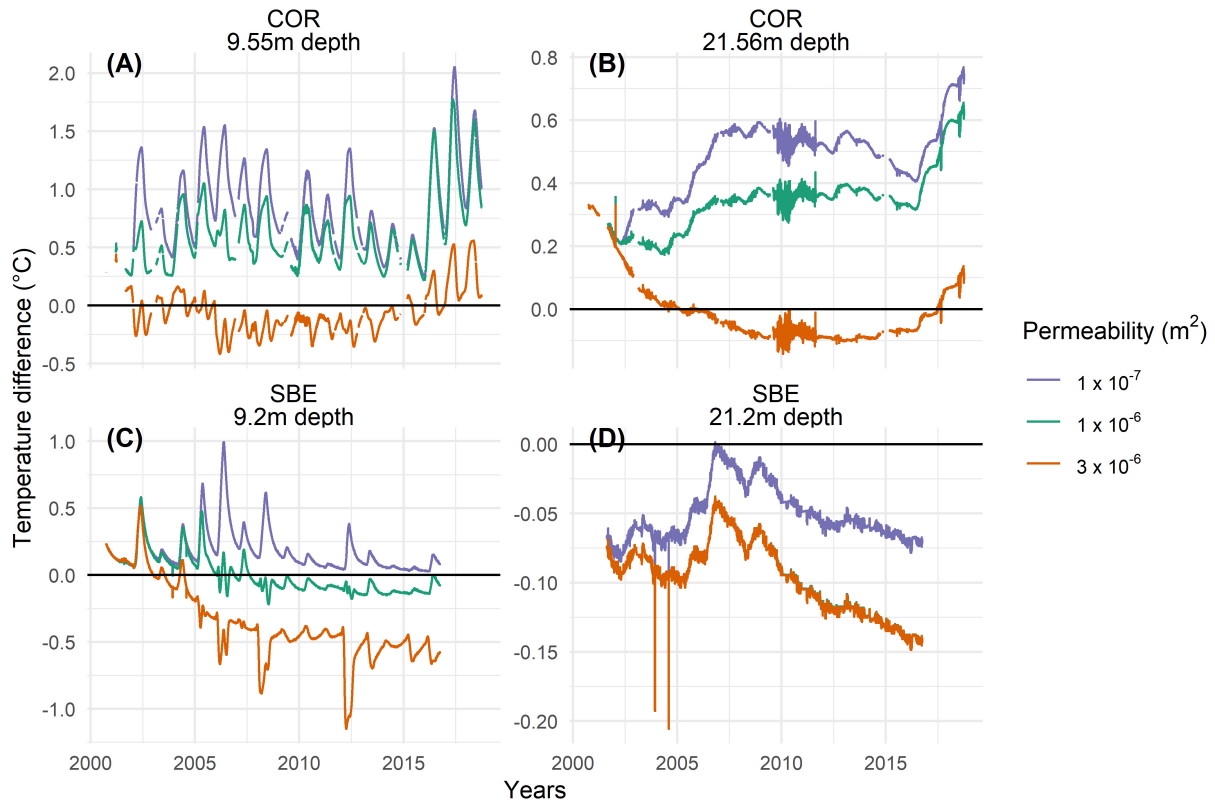 COR
9.55m depth
(A)
2.0
1.5
1.0
0.5
0.0
-0.5
COR
21.56m depth
(B)
0.8
0.6
0.4
0.2
0.0
SBE
9.2m depth
(C)
1.0
0.5
0.0
-0.5
-1.0
2000 2005 2010 2015
SBE
21.2m depth
(D)
0.00
-0.05
-0.10
-0.15
-0.20
2000 2005 2010 2015
Temperature difference (°C)
Years
Permeability (m²)
1 x 10⁻⁷
1 x 10⁻⁶
3 x 10⁻⁶